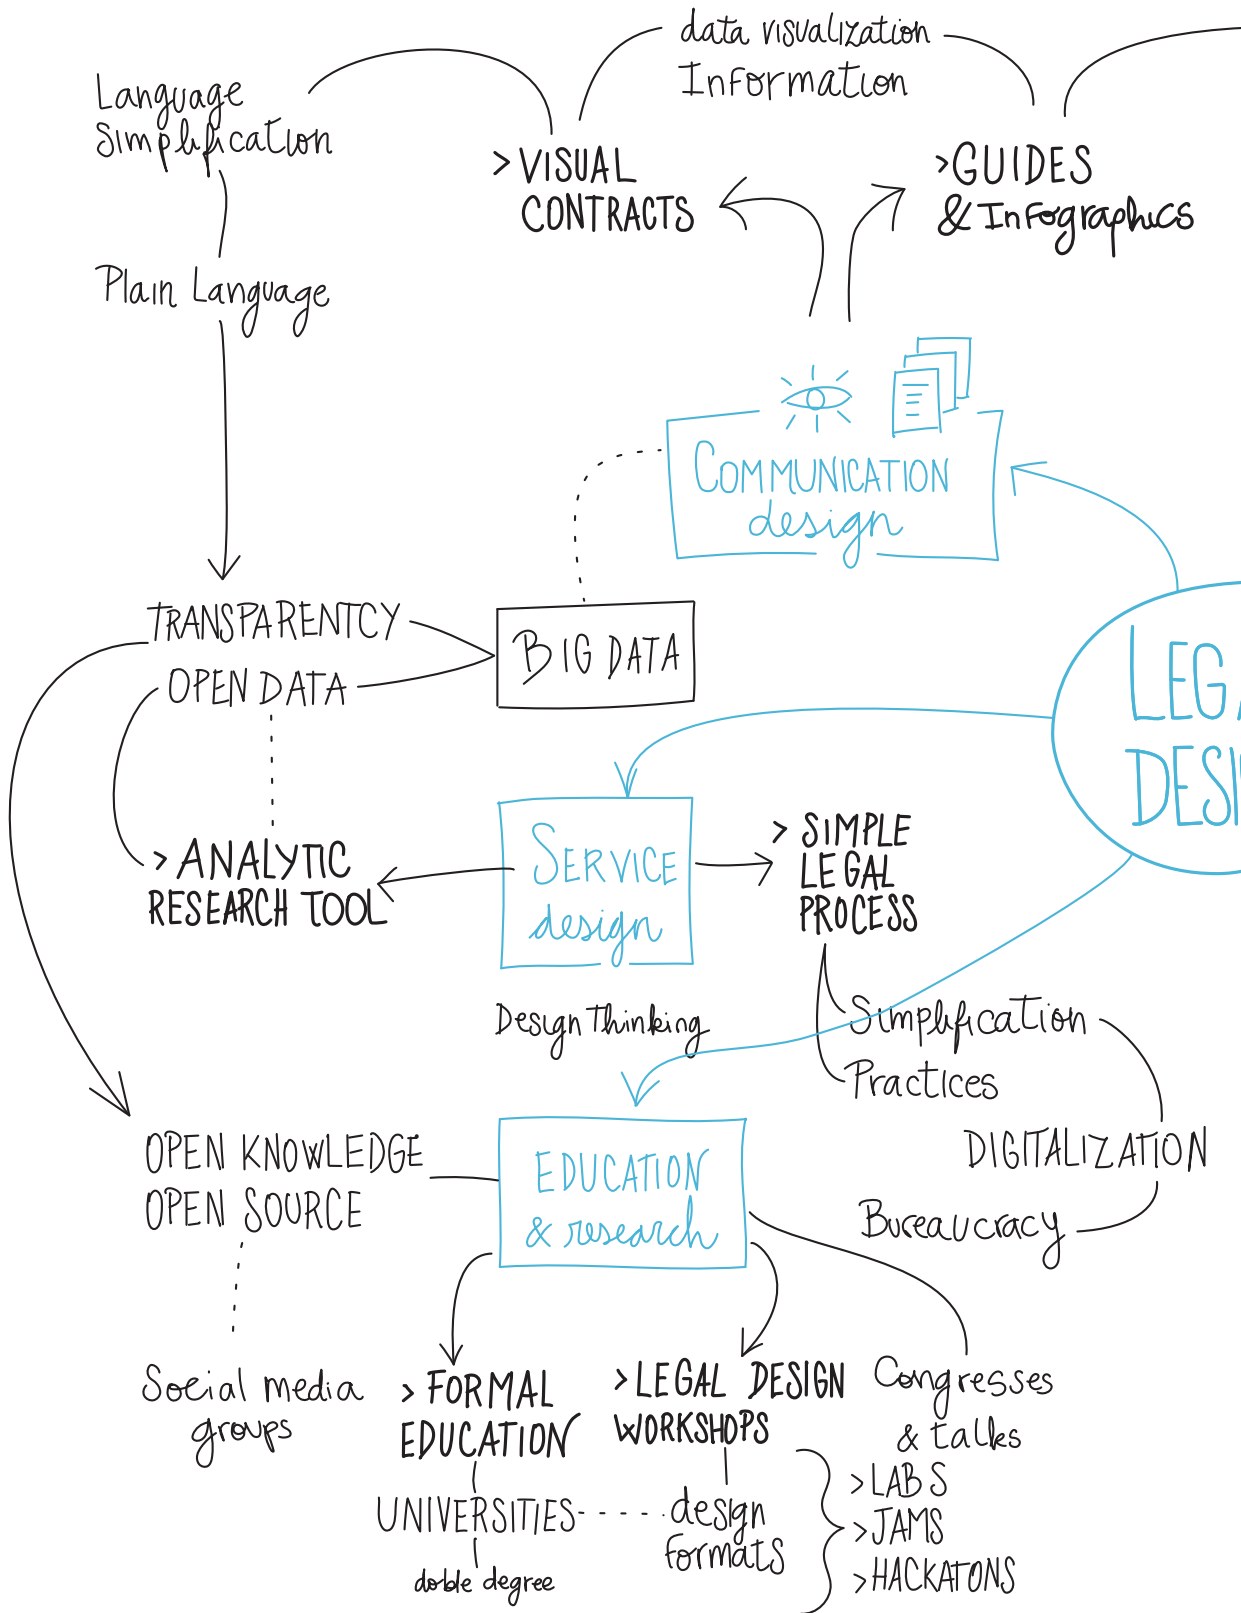 data visualization
Information
Language
Simplification
> VISUAL
CONTRACTS
> GUIDES
& Infographics
Plain Language
COMMUNICATION
design
TRANSPARENTCY
OPEN DATA
BIG DATA
LEGA
DESI
> ANALYTIC
RESEARCH TOOL
SERVICE
design
> SIMPLE
LEGAL
PROCESS
Design Thinking
Simplification
Practices
DIGITALIZATION
Bureaucracy
OPEN KNOWLEDGE
OPEN SOURCE
EDUCATION
& research
Social media
groups
> FORMAL
EDUCATION
> LEGAL DESIGN
WORKSHOPS
Congresses
& talks
> LABS
> JAMS
> HACKATONS
UNIVERSITIES
design
formats
doble degree